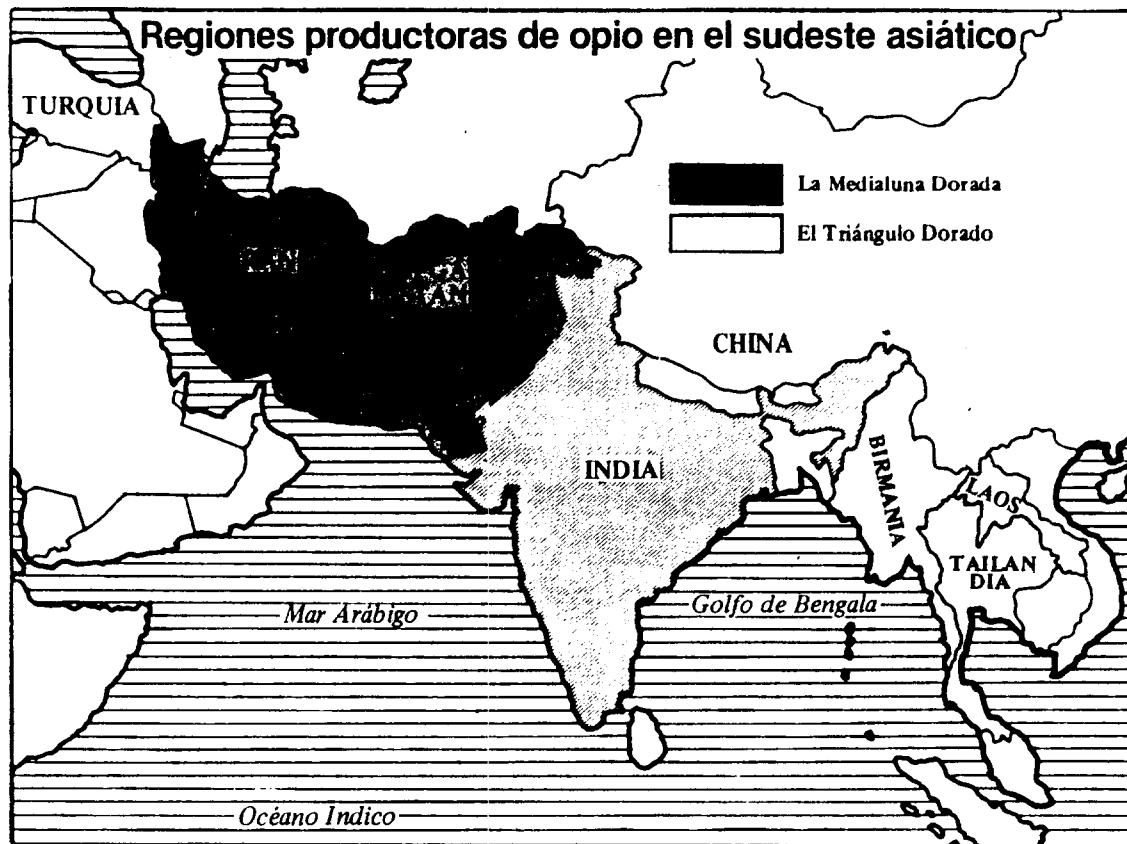 Regiones productoras de opio en el sudeste asiático
TURQUIA
La Medialuna Dorada
El Triángulo Dorado
CHINA
INDIA
BIRMANIA
LAOS
TAILAN
DIA
Mar Arábigo
Golfo de Bengala
Océano Indico